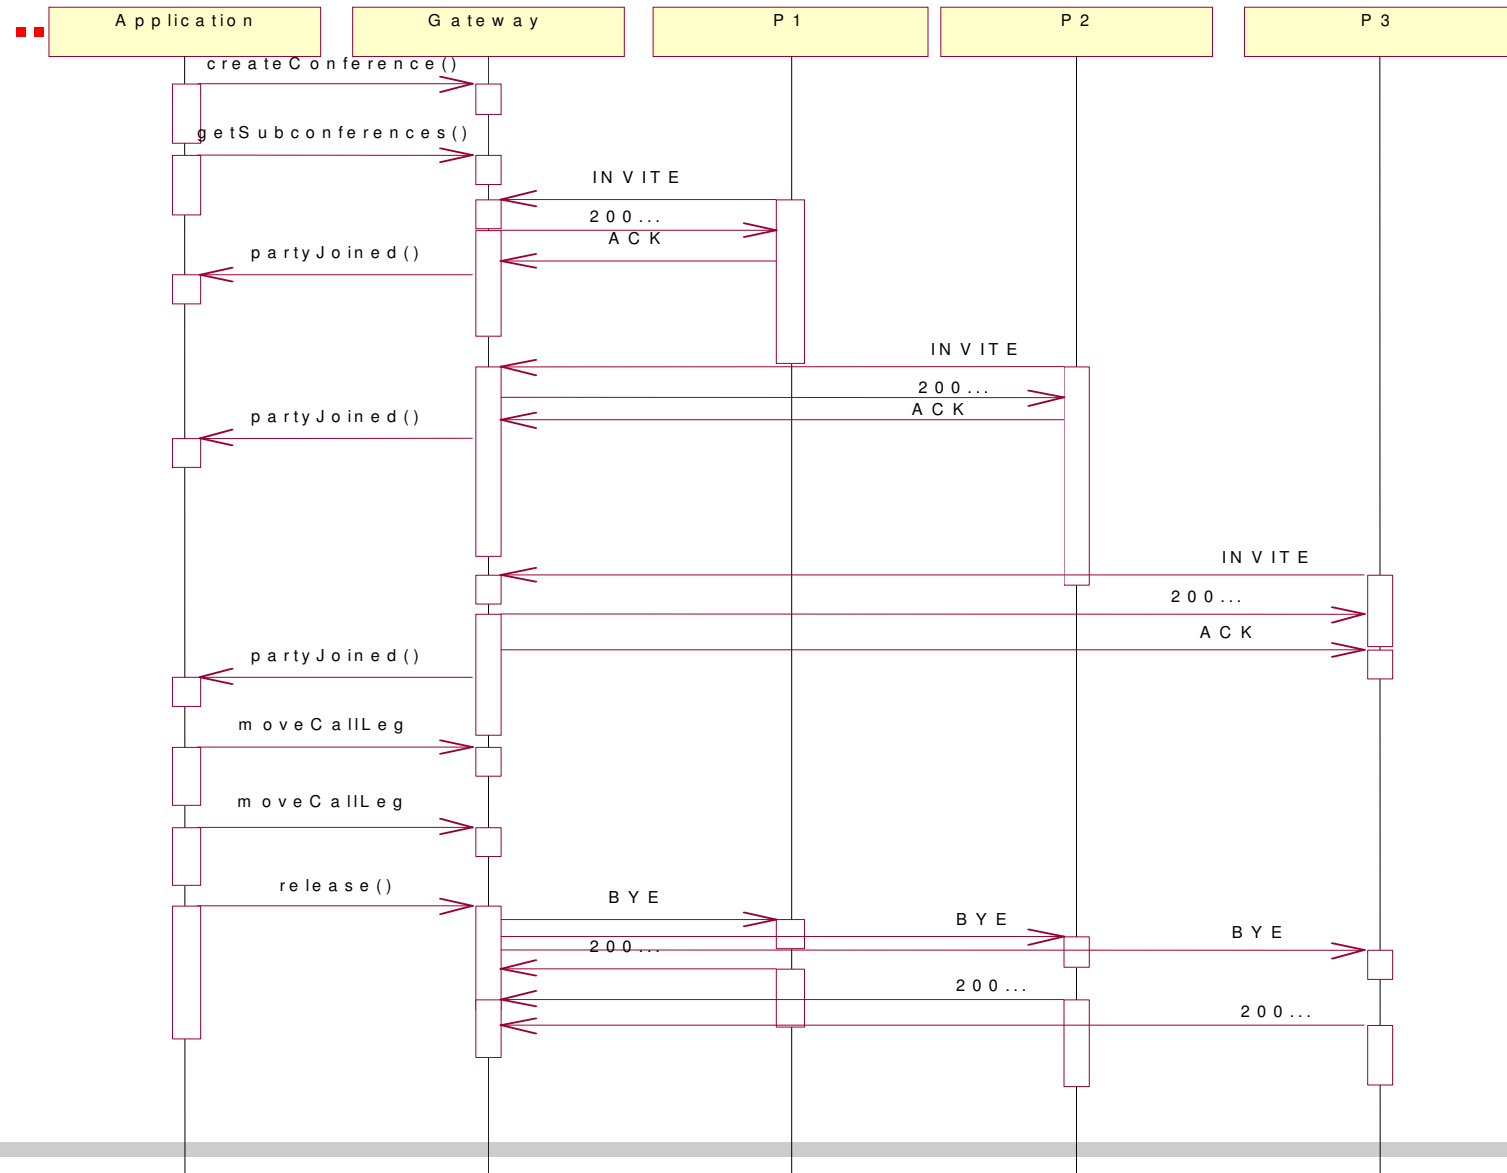 Application
Gateway
P1
P2
P3
createConference()
getSubconferences()
INVITE
200...
ACK
partyJoined()
INVITE
200...
ACK
partyJoined()
INVITE
200...
ACK
partyJoined()
moveCallLeg
moveCallLeg
release()
BYE
BYE
BYE
200...
200...
200...